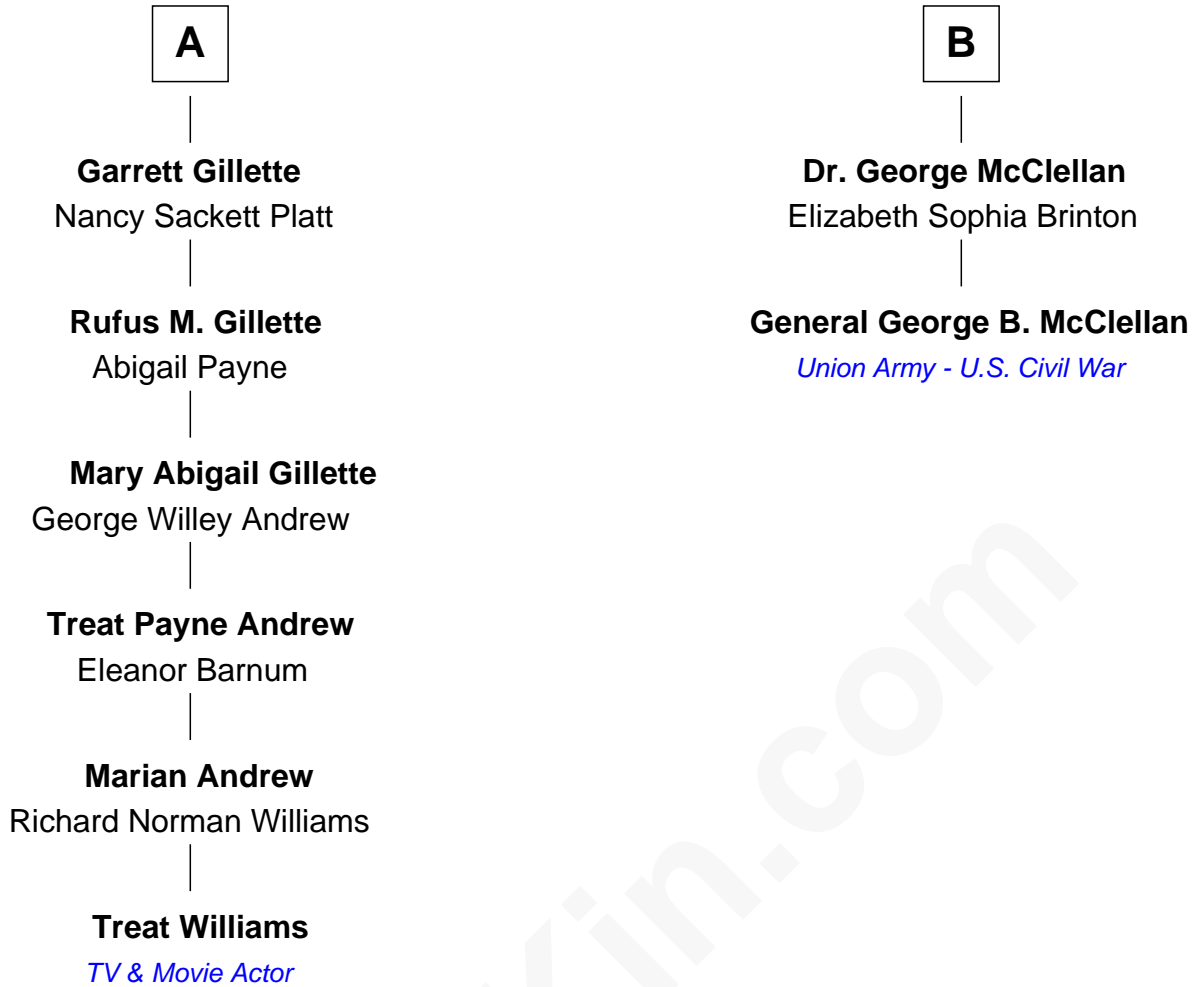 A
Garrett Gillette
Nancy Sackett Platt
Rufus M. Gillette
Abigail Payne
Mary Abigail Gillette
George Willey Andrew
Treat Payne Andrew
Eleanor Barnum
Marian Andrew
Richard Norman Williams
Treat Williams
TV & Movie Actor
B
Dr. George McClellan
Elizabeth Sophia Brinton
General George B. McClellan
Union Army - U.S. Civil War
Kin.com